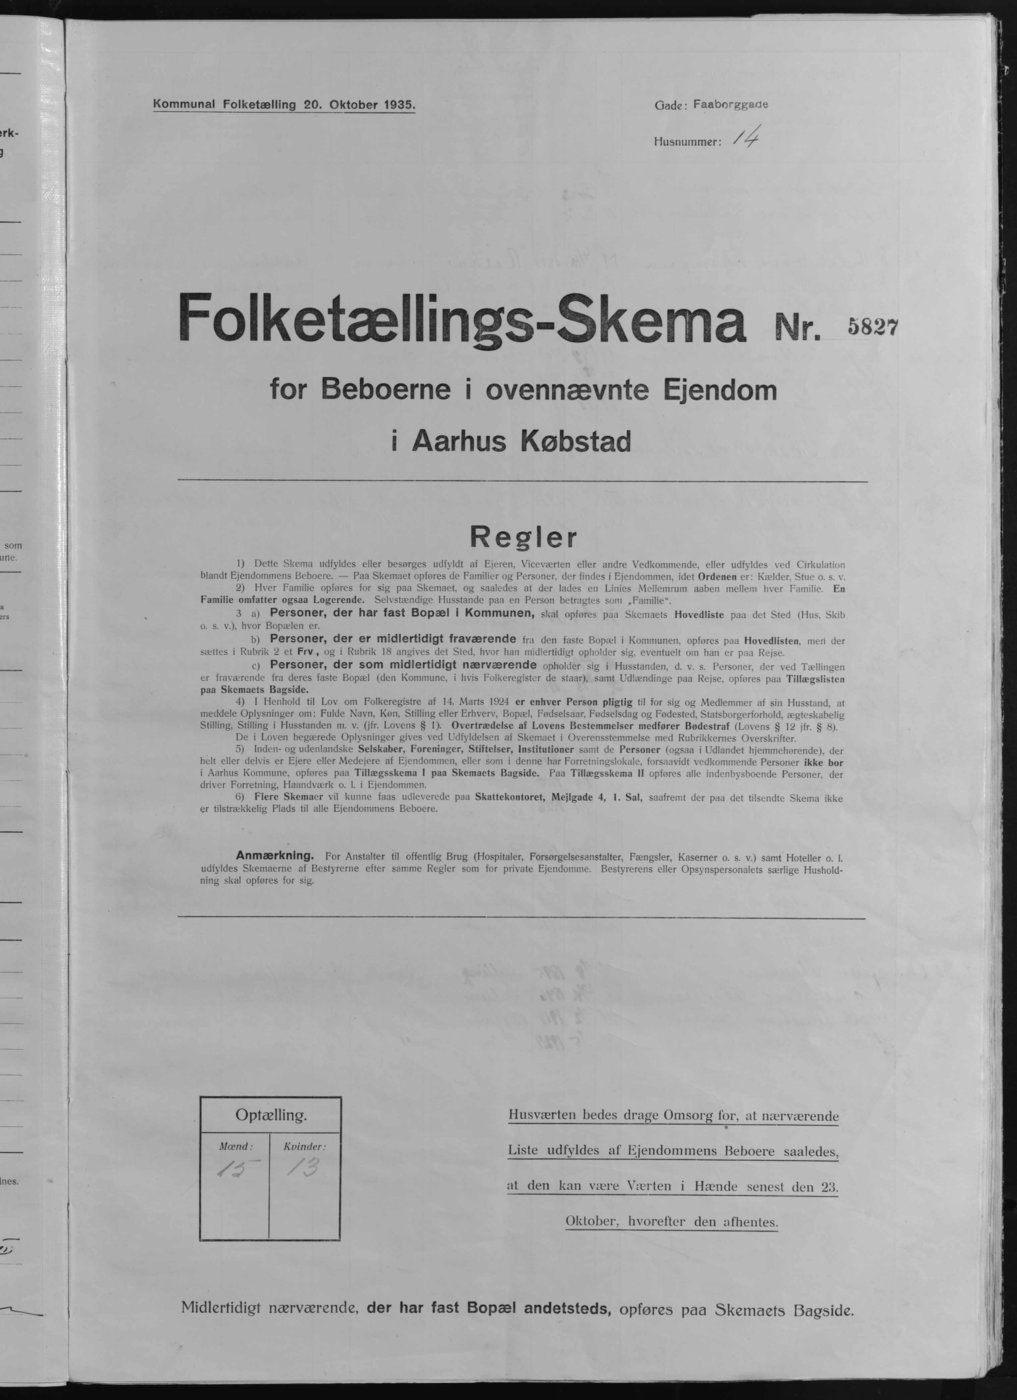 Kommunal Folketælling 20. Oktober 1935.
Gade: Faaborggade
Husnummer: 14
Folketællings-Skema Nr. 5827
for Beboerne i ovennævnte Ejendom
i Aarhus Købstad
Regler
1) Dette Skema udfyldes eller besørges udfyldt af Ejeren, Viceværten eller andre Vedkommende, eller udfyldes ved Cirkulation
blandt Ejendommens Beboere. — Paa Skemaet opføres de Familier og Personer, der findes i Ejendommen, idet Ordenen er: Kælder, Stue o. s. v.
2) Hver Familie opføres for sig paa Skemaet, og saaledes at der lades en Linies Mellemrum aaben mellem hver Familie. En
Familie omfatter ogsaa Logerende. Selvstændige Husstande paa en Person betragtes som „Familie“.
3 a) Personer, der har fast Bopæl i Kommunen, skal opføres paa Skemaets Hovedliste paa det Sted (Hus, Skib
o. s. v.), hvor Bopælen er.
b) Personer, der er midlertidigt fraværende fra den faste Bopæl i Kommunen, opføres paa Hovedlisten, men der
sættes i Rubrik 2 et Frv, og i Rubrik 18 angives det Sted, hvor han midlertidigt opholder sig, eventuelt om han er paa Rejse.
c) Personer, der som midlertidigt nærværende opholder sig i Husstanden, d. v. s. Personer, der ved Tællingen
er fraværende fra deres faste Bopæl (den Kommune, i hvis Folkeregister de staar), samt Udlændinge paa Rejse, opføres paa Tillægslisten
paa Skemaets Bagside.
4) I Henhold til Lov om Folkeregistre af 14. Marts 1924 er enhver Person pligtig til for sig og Medlemmer af sin Husstand, at
meddele Oplysninger om: Fulde Navn, Køn, Stilling eller Erhverv, Bopæl, Fødselsaar, Fødselsdag og Fødested, Statsborgerforhold, ægteskabelig
Stilling, Stilling i Husstanden m. v. (jfr. Lovens § 1). Overtrædelse af Lovens Bestemmelser medfører Bødestraf (Lovens § 12 jfr. § 8).
De i Loven begærede Oplysninger gives ved Udfyldelsen af Skemaet i Overensstemmelse med Rubrikkernes Overskrifter.
5) Inden- og udenlandske Selskaber, Foreninger, Stiftelser, Institutioner samt de Personer (ogsaa i Udlandet hjemmehørende), der
helt eller delvis er Ejere eller Medejere af Ejendommen, eller som i denne har Forretningslokale, forsaavidt vedkommende Personer ikke bor
i Aarhus Kommune, opføres paa Tillægsskema I paa Skemaets Bagside. Paa Tillægsskema II opføres alle indenbysboende Personer, der
driver Forretning, Haandværk o. l. i Ejendommen.
6) Flere Skemaer vil kunne faas udleverede paa Skattekontoret, Mejlgade 4, 1. Sal, saafremt der paa det tilsendte Skema ikke
er tilstrækkelig Plads til alle Ejendommens Beboere.
Anmærkning. For Anstalter til offentlig Brug (Hospitaler, Forsørgelsesanstalter, Fængsler, Kaserner o. s. v.) samt Hoteller o. l.
udfyldes Skemaerne af Bestyrerne efter samme Regler som for private Ejendomme. Bestyrerens eller Opsynspersonalets særlige Hushold-
ning skal opføres for sig.
Optælling.
Mænd: Kvinder:
15 13
Husværten bedes drage Omsorg for, at nærværende
Liste udfyldes af Ejendommens Beboere saaledes,
at den kan være Værten i Hænde senest den 23.
Oktober, hvorefter den afhentes.
Midlertidigt nærværende, der har fast Bopæl andetsteds, opføres paa Skemaets Bagside.